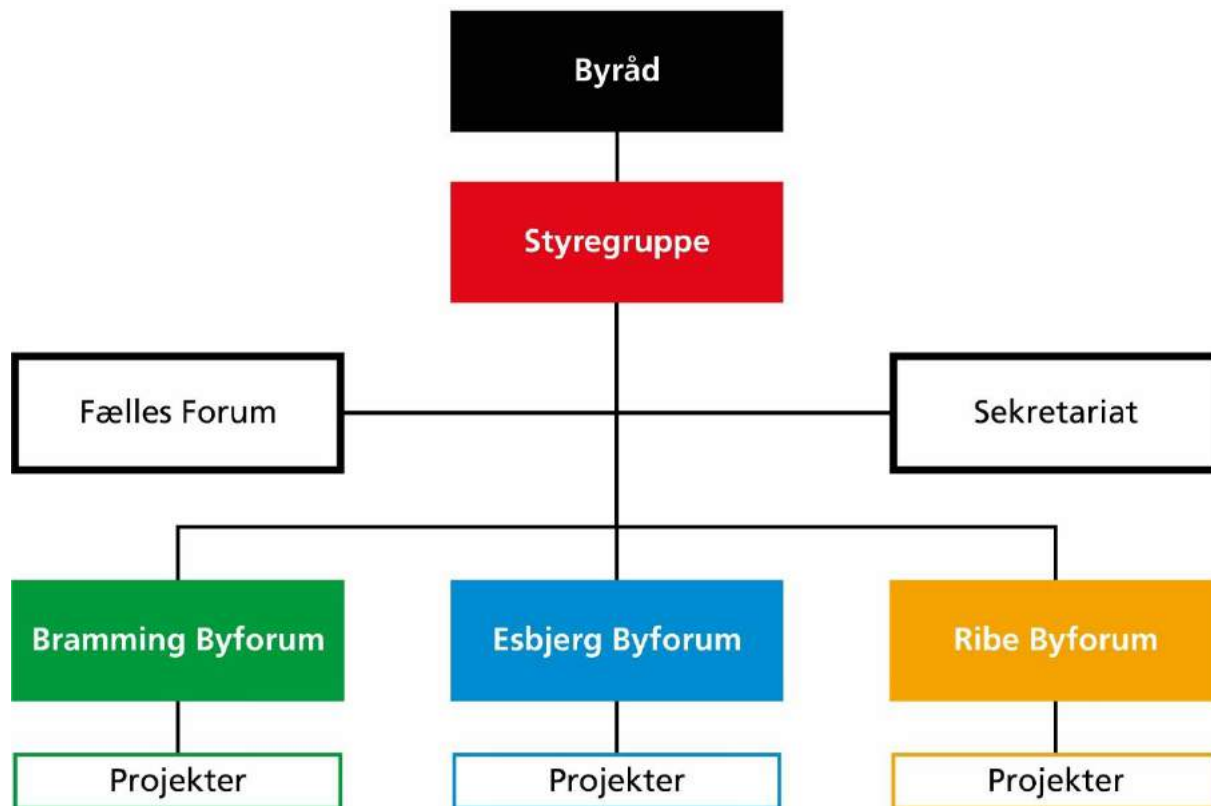 Byråd
Styregruppe
Fælles Forum
Sekretariat
Bramming Byforum
Esbjerg Byforum
Ribe Byforum
Projekter
Projekter
Projekter